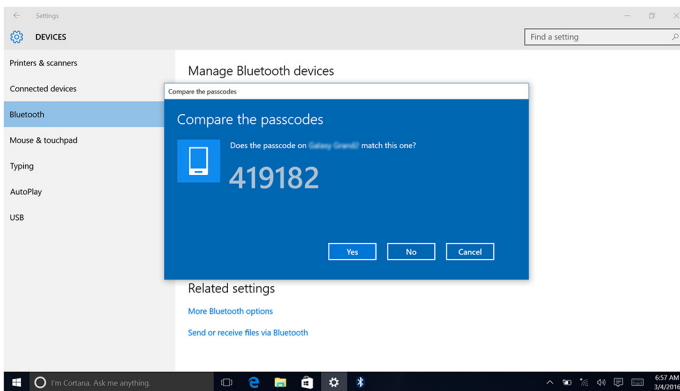 Settings
DEVICES
Find a setting
Printers & scanners
Connected devices
Bluetooth
Mouse & touchpad
Typing
AutoPlay
USB
Manage Bluetooth devices
Compare the passcodes
Compare the passcodes
Does the passcode on Galaxy Grand2 match this one?
419182
Yes No Cancel
Related settings
More Bluetooth options
Send or receive files via Bluetooth
I'm Cortana. Ask me anything.
6:57 AM
3/4/2016